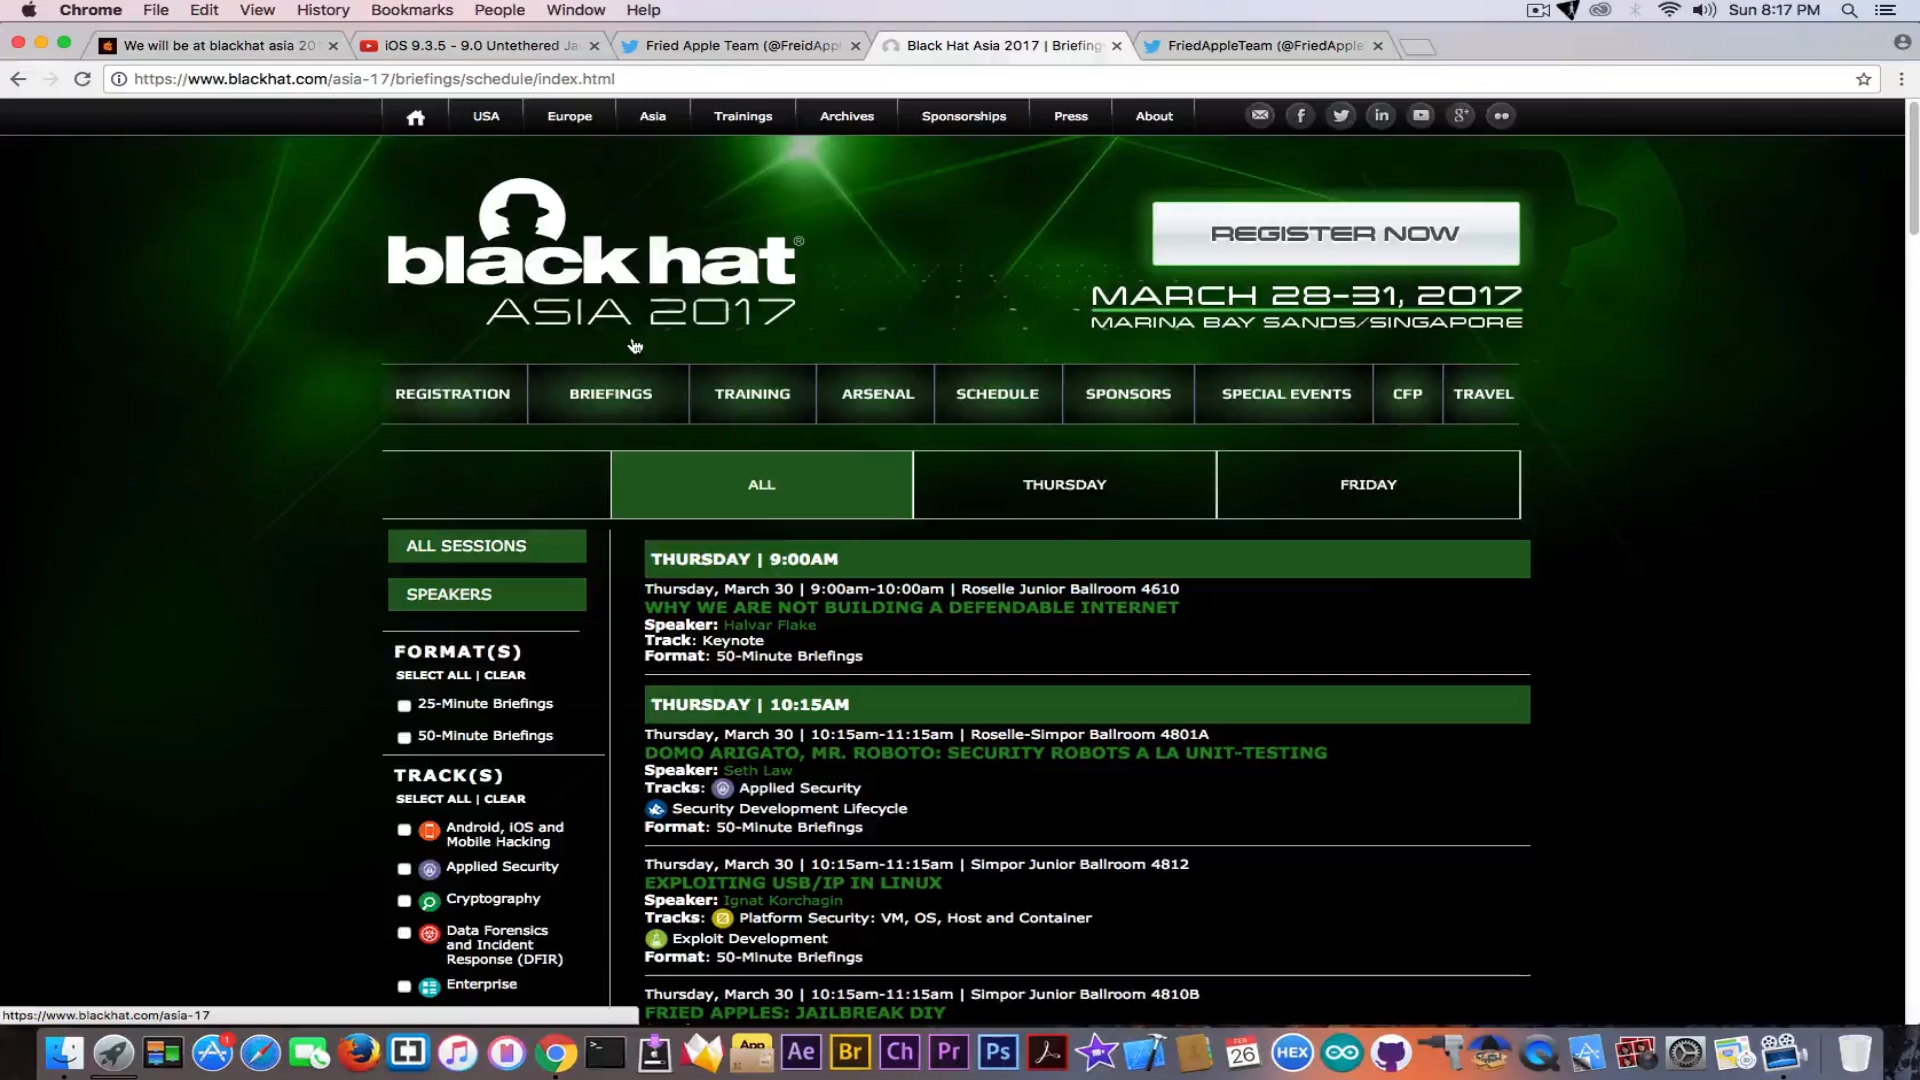 Chrome File Edit View History Bookmarks People Window Help Sun 8:17 PM
We will be at blackhat asia 20
iOS 9.3.5 - 9.0 Untethered Ja
Fried Apple Team (@FreidAppl
Black Hat Asia 2017 | Briefing
FriedAppleTeam (@FriedApple
https://www.blackhat.com/asia-17/briefings/schedule/index.html
USA Europe Asia Trainings Archives Sponsorships Press About
f in g+
black hat®
ASIA 2017
REGISTER NOW
MARCH 28-31, 2017
MARINA BAY SANDS/SINGAPORE
REGISTRATION BRIEFINGS TRAINING ARSENAL SCHEDULE SPONSORS SPECIAL EVENTS CFP TRAVEL
ALL THURSDAY FRIDAY
ALL SESSIONS
SPEAKERS
FORMAT(S)
SELECT ALL | CLEAR
25-Minute Briefings
50-Minute Briefings
TRACK(S)
SELECT ALL | CLEAR
Android, iOS and
Mobile Hacking
Applied Security
Cryptography
Data Forensics
and Incident
Response (DFIR)
Enterprise
THURSDAY | 9:00AM
Thursday, March 30 | 9:00am-10:00am | Roselle Junior Ballroom 4610
WHY WE ARE NOT BUILDING A DEFENDABLE INTERNET
Speaker: Halvar Flake
Track: Keynote
Format: 50-Minute Briefings
THURSDAY | 10:15AM
Thursday, March 30 | 10:15am-11:15am | Roselle-Simpor Ballroom 4801A
DOMO ARIGATO, MR. ROBOTO: SECURITY ROBOTS A LA UNIT-TESTING
Speaker: Seth Law
Tracks: Applied Security
Security Development Lifecycle
Format: 50-Minute Briefings
Thursday, March 30 | 10:15am-11:15am | Simpor Junior Ballroom 4812
EXPLOITING USB/IP IN LINUX
Speaker: Ignat Korchagin
Tracks: Platform Security: VM, OS, Host and Container
Exploit Development
Format: 50-Minute Briefings
Thursday, March 30 | 10:15am-11:15am | Simpor Junior Ballroom 4810B
FRIED APPLES: JAILBREAK DIY
https://www.blackhat.com/asia-17
1 App Ae Br Ch Pr Ps FEB 26 HEX